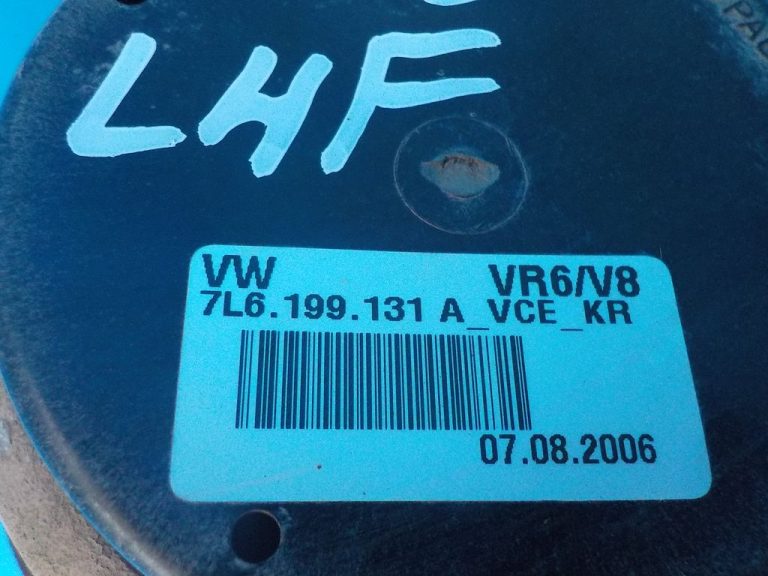 LHF
VW VR6/V8
7L6.199.131 A_VCE_KR
07.08.2006